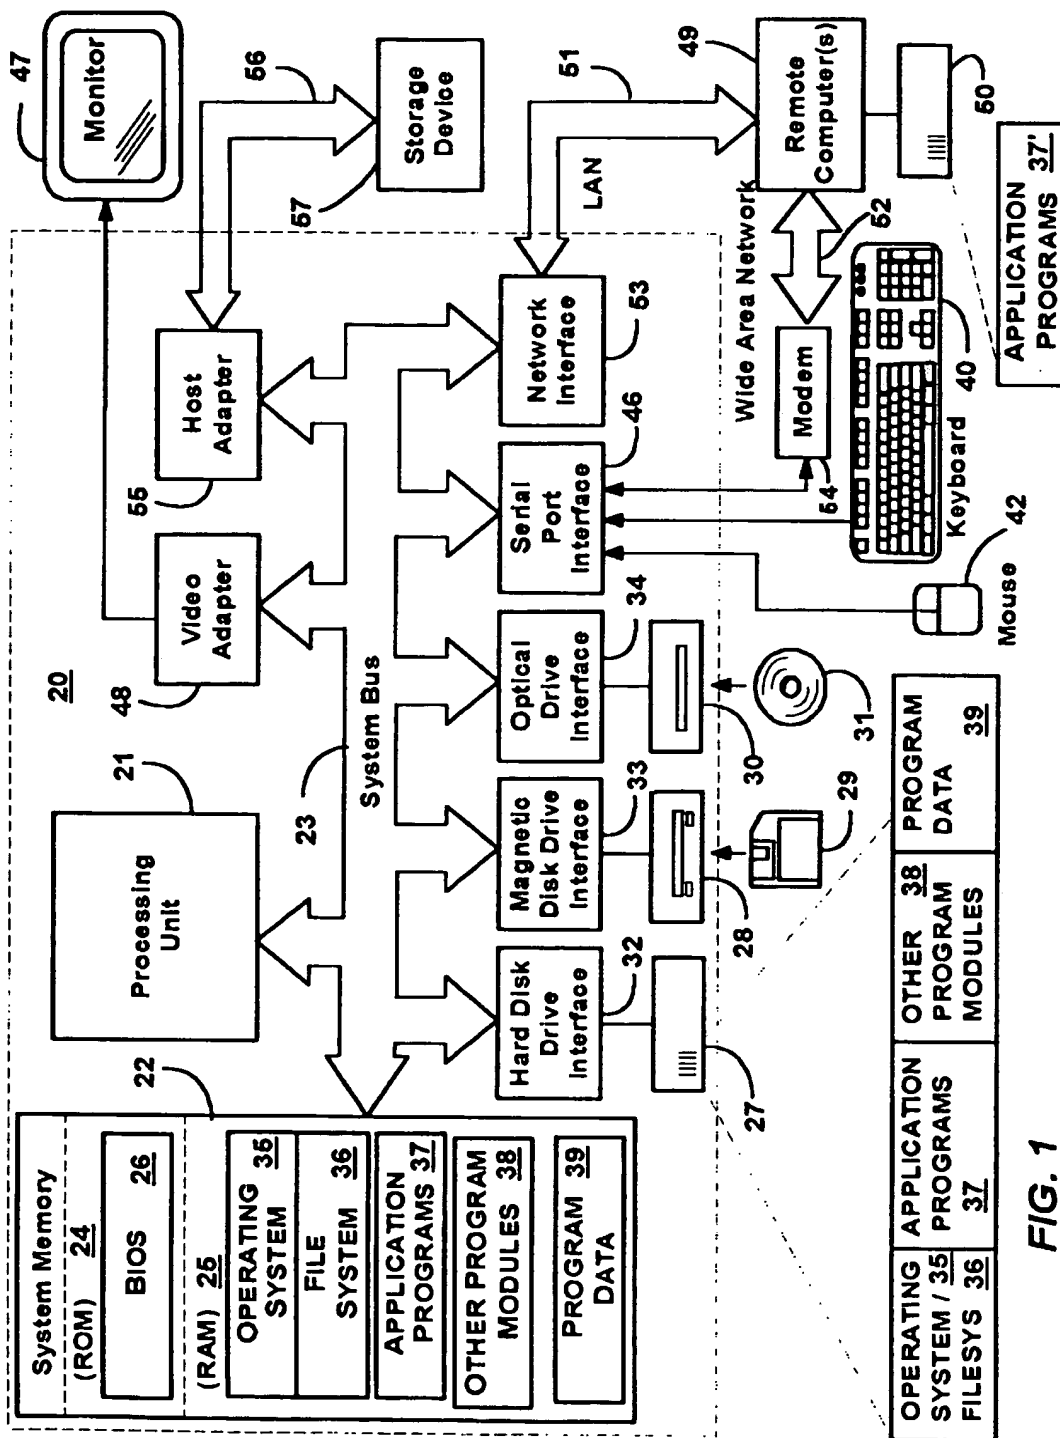 System Memory
(ROM) 24
BIOS 26
(RAM) 25
OPERATING
SYSTEM 35
FILE
SYSTEM 36
APPLICATION
PROGRAMS 37
OTHER PROGRAM
MODULES 38
PROGRAM
DATA 39
22
Processing
Unit
21
20
Video
Adapter
48
Host
Adapter
55
Monitor
47
56
Storage
Device
57
23
System Bus
Hard Disk
Drive
Interface
32
Magnetic
Disk Drive
Interface
33
Optical
Drive
Interface
34
Serial
Port
Interface
46
Network
Interface
53
LAN
51
27
28
29
30
31
Wide Area Network
Modem
54
52
Remote
Computer(s)
49
50
Keyboard
40
Mouse
42
OPERATING
SYSTEM / 35
FILESYS 36
APPLICATION
PROGRAMS
37
OTHER 38
PROGRAM
MODULES
PROGRAM
DATA
39
APPLICATION
PROGRAMS 37'
FIG. 1